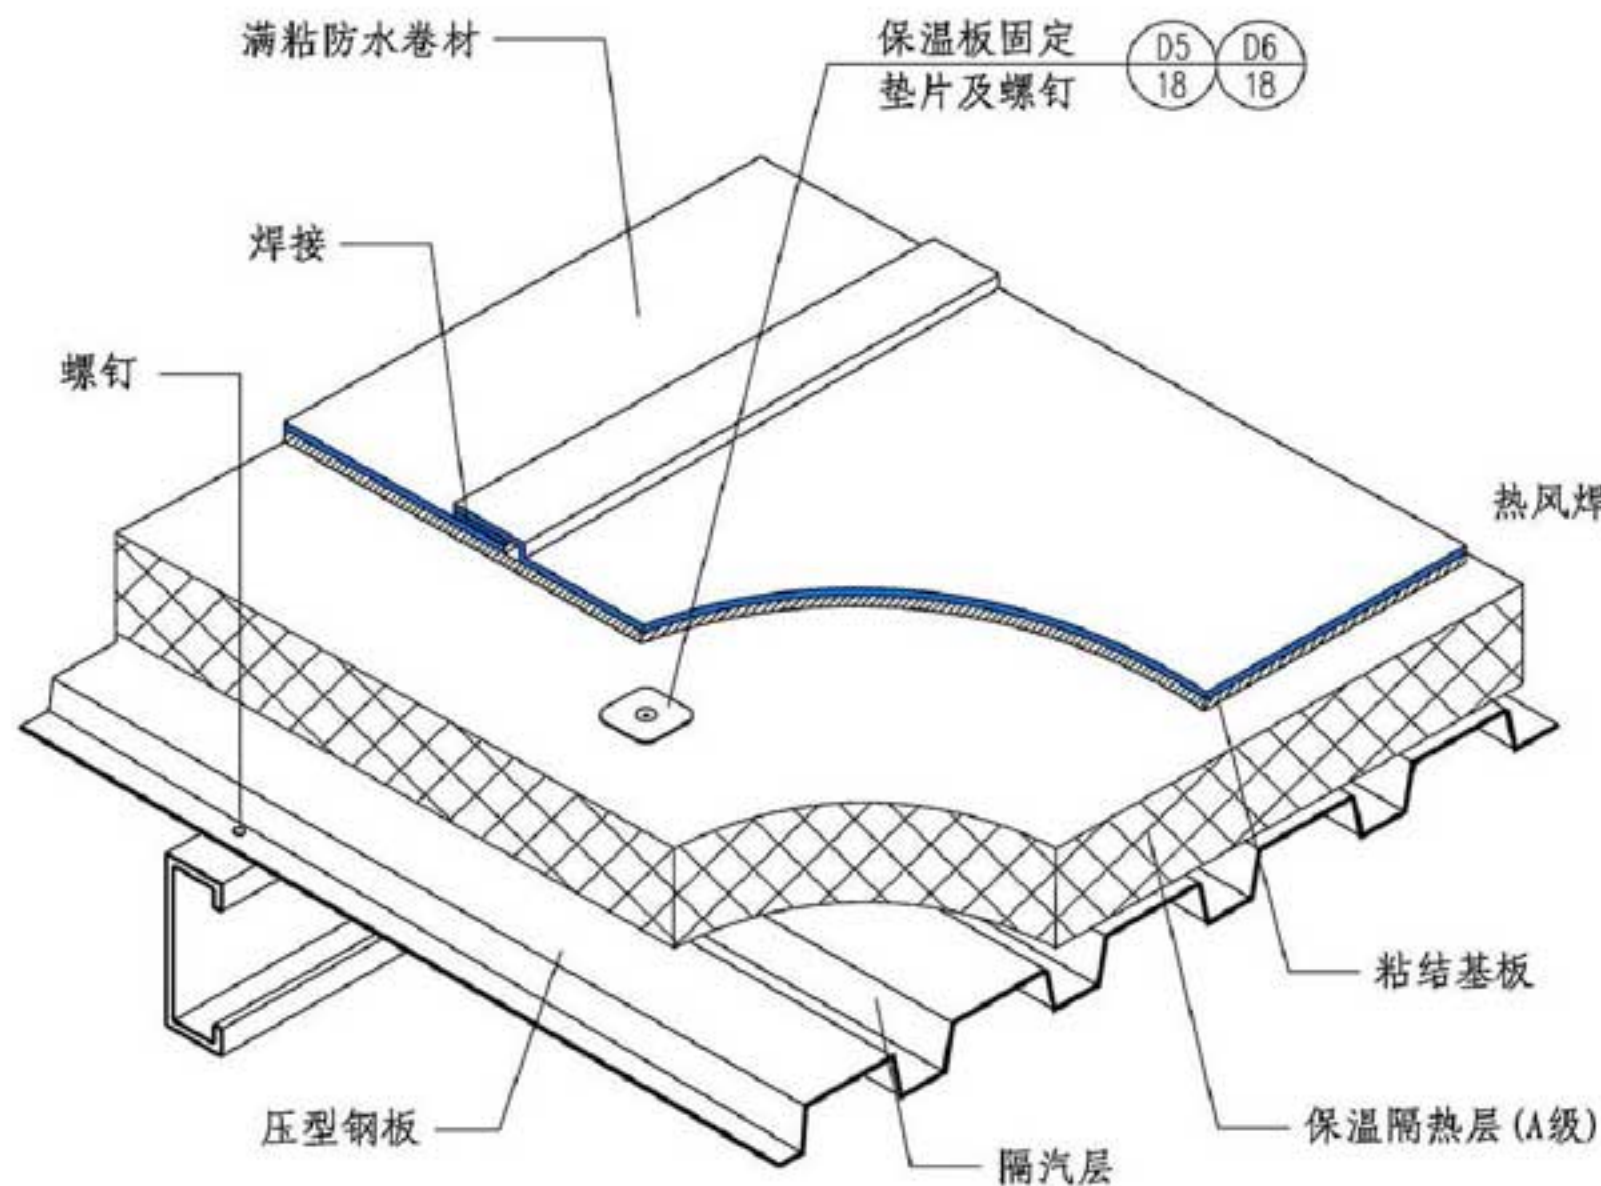 满粘防水卷材
保温板固定
垫片及螺钉
D5
18
D6
18
焊接
螺钉
热风焊
粘结基板
压型钢板
保温隔热层(A级)
隔汽层